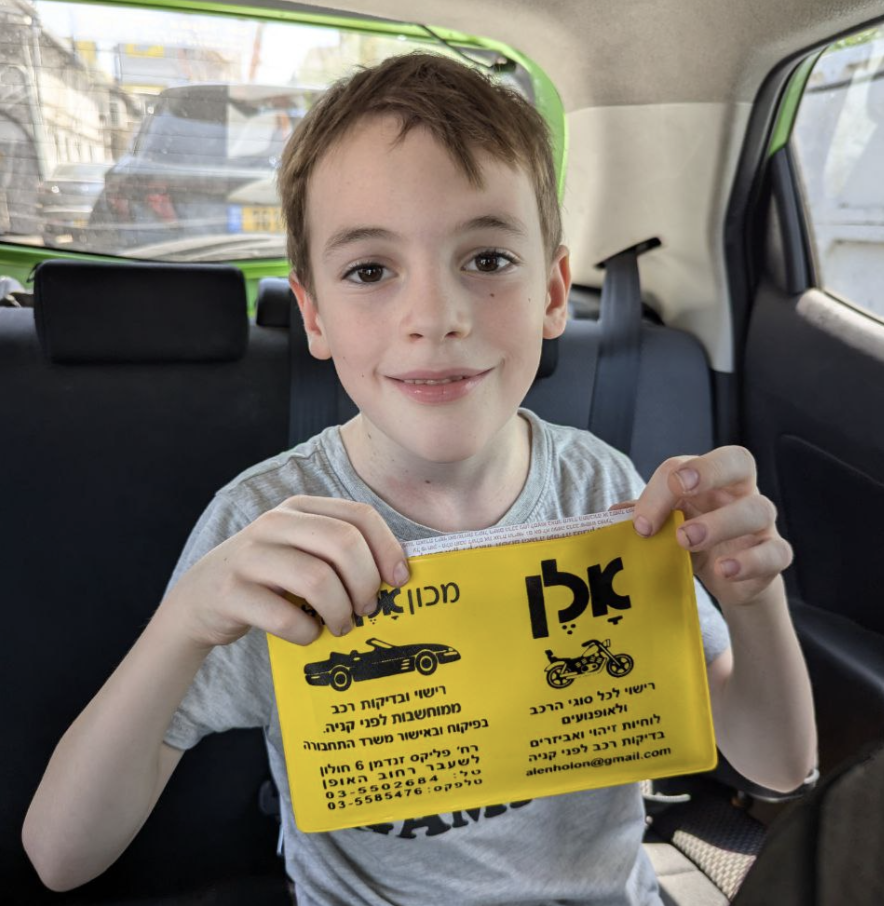 אלן
רישוי לכל סוגי הרכב
ולאופנועים
לוחיות זיהוי ואביזרים
בדיקות רכב לפני קניה
alenholon@gmail.com
מכון
רישוי ובדיקות רכב
ממוחשבות לפני קניה.
בפיקוח ובאישור משרד התחבורה
רח' פליקס זנדמן 6 חולון
לשעבר רחוב האופן
טל: 03-5502684
טלפקס: 03-5585476